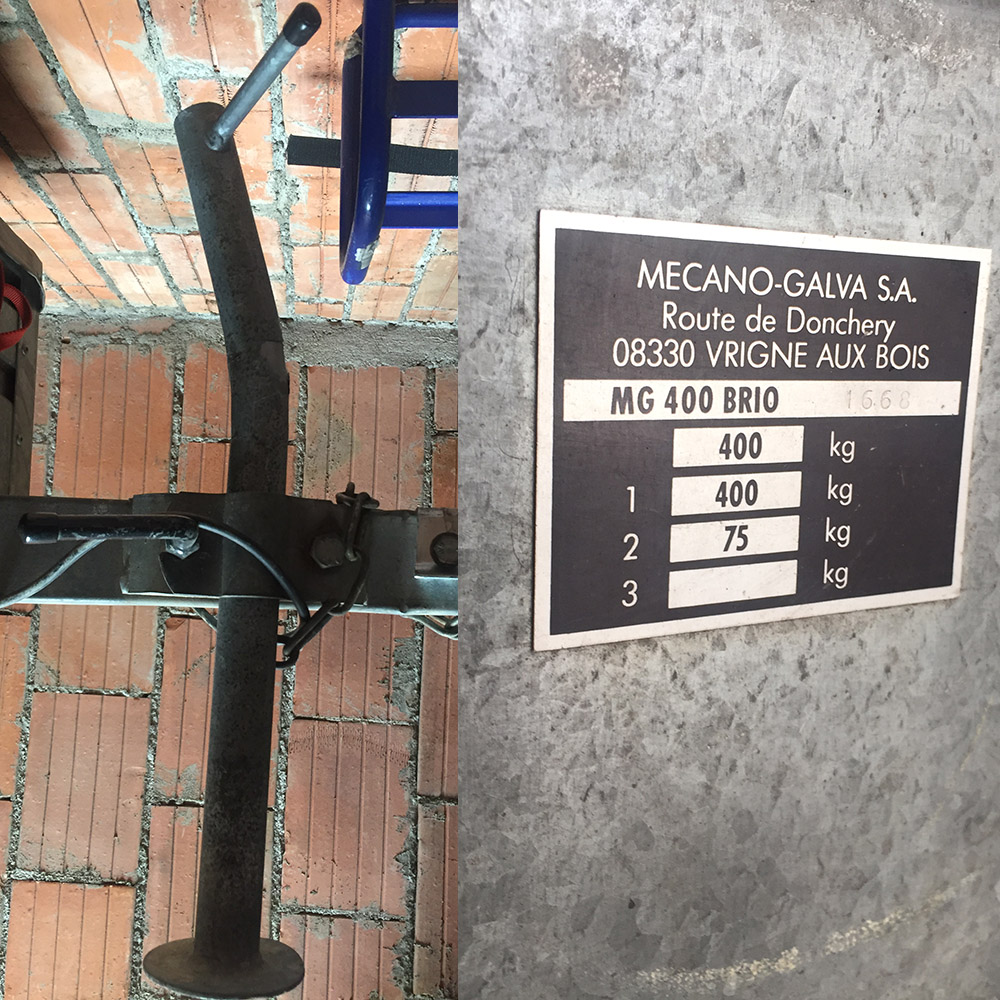 MECANO-GALVA S.A.
Route de Donchery
08330 VRIGNE AUX BOIS
MG 400 BRIO 1668
400 kg
1 400 kg
2 75 kg
3 kg